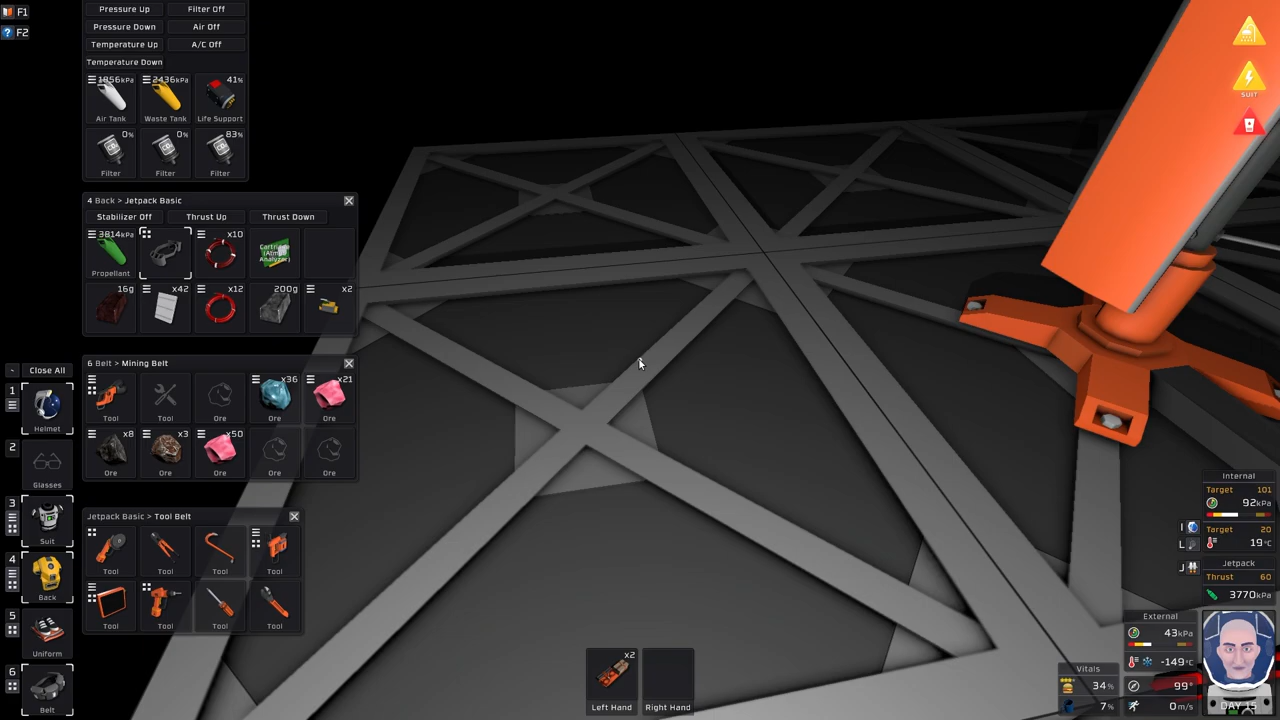 F1
F2
Pressure Up
Filter Off
Pressure Down
Air Off
Temperature Up
A/C Off
Temperature Down
1856kPa
2436kPa
41%
Air Tank
Waste Tank
Life Support
0%
0%
83%
Filter
Filter
Filter
4 Back > Jetpack Basic
Stabilizer Off
Thrust Up
Thrust Down
3814kPa
x10
Cartridge
(Atmos
Analyzer)
Propellant
16g
x42
x12
200g
x2
6 Belt > Mining Belt
x36
x21
Tool
Tool
Ore
Ore
Ore
x8
x3
x50
Ore
Ore
Ore
Ore
Ore
Jetpack Basic > Tool Belt
Tool
Tool
Tool
Tool
Tool
Tool
Tool
Tool
~
Close All
1
Helmet
2
Glasses
3
Suit
4
Back
5
Uniform
6
Belt
x2
Left Hand
Right Hand
SUIT
Internal
Target 101
92kPa
Target 20
19°C
I
L
J
Jetpack
Thrust 60
3770kPa
External
43kPa
-149°C
99°
0m/s
Vitals
34%
7%
DAY 15